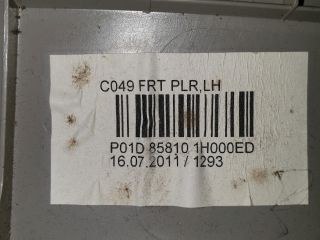 C049 FRT PLR,LH
P01D 85810 1H000ED
16.07.2011 / 1293